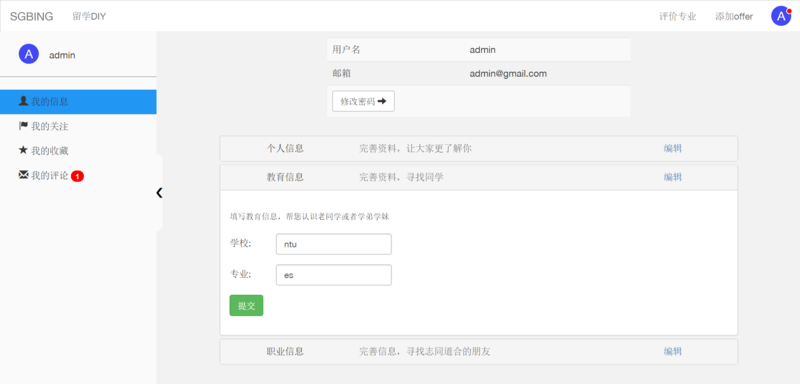 SGBING 留学DIY 评价专业 添加offer A
A admin
我的信息
我的关注
我的收藏
我的评论 1
用户名 admin
邮箱 admin@gmail.com
修改密码
个人信息 完善资料，让大家更了解你 编辑
教育信息 完善资料，寻找同学 编辑
填写教育信息，帮您认识老同学或者学弟学妹
学校: ntu
专业: es
提交
职业信息 完善信息，寻找志同道合的朋友 编辑